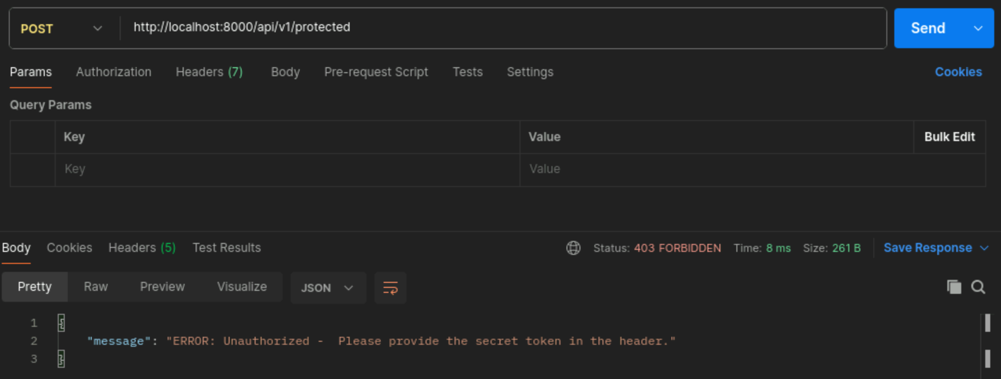 POST http://localhost:8000/api/v1/protected Send
Params Authorization Headers (7) Body Pre-request Script Tests Settings Cookies
Query Params
Key Value Bulk Edit
Key Value
Body Cookies Headers (5) Test Results Status: 403 FORBIDDEN Time: 8 ms Size: 261 B Save Response
Pretty Raw Preview Visualize JSON
1 {
2 "message": "ERROR: Unauthorized -  Please provide the secret token in the header."
3 }